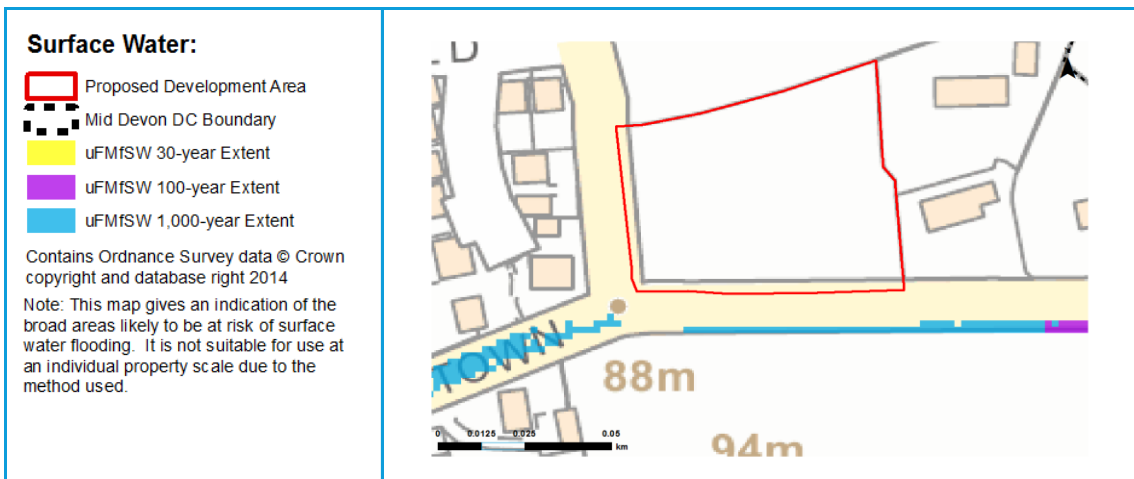 Surface Water:
Proposed Development Area
Mid Devon DC Boundary
uFMfSW 30-year Extent
uFMfSW 100-year Extent
uFMfSW 1,000-year Extent
Contains Ordnance Survey data © Crown
copyright and database right 2014
Note: This map gives an indication of the
broad areas likely to be at risk of surface
water flooding. It is not suitable for use at
an individual property scale due to the
method used.
L D
TOWN
88m
94m
0 0.0125 0.025 0.05
km